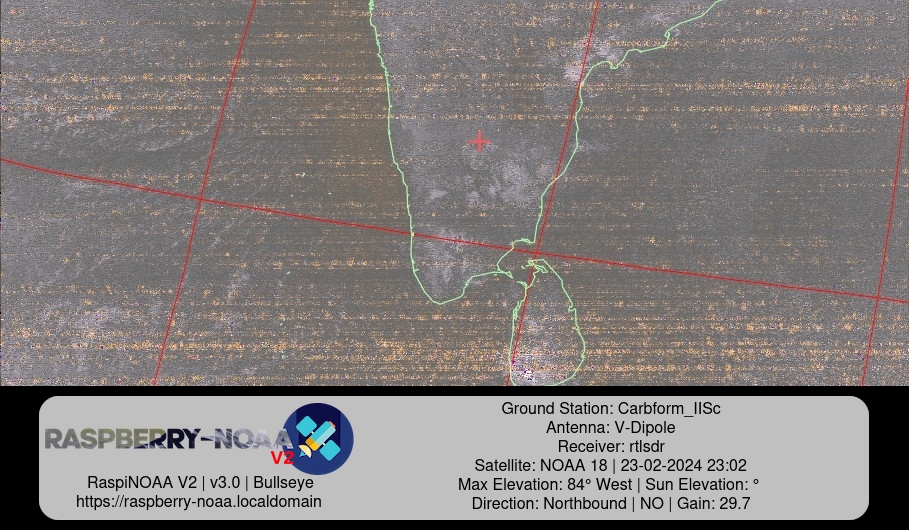 RASPBERRY-NOAA
V2
RaspiNOAA V2 | v3.0 | Bullseye
https://raspberry-noaa.localdomain
Ground Station: Carbform_IISc
Antenna: V-Dipole
Receiver: rtlsdr
Satellite: NOAA 18 | 23-02-2024 23:02
Max Elevation: 84° West | Sun Elevation: °
Direction: Northbound | NO | Gain: 29.7